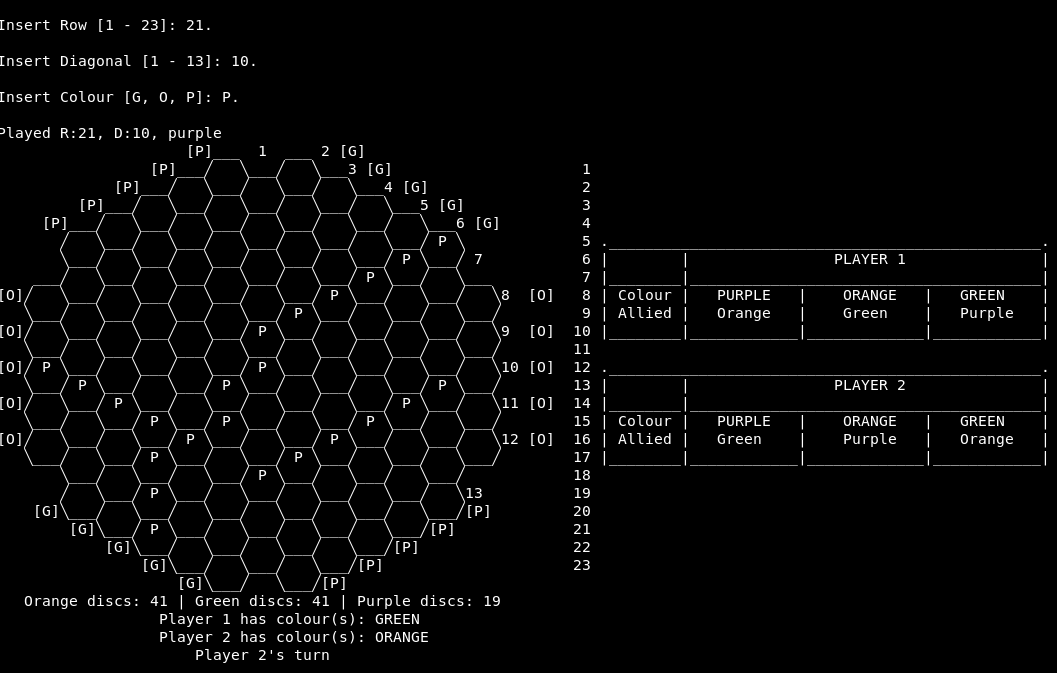 Insert Row [1 - 23]: 21.
Insert Diagonal [1 - 13]: 10.
Insert Colour [G, O, P]: P.
Played R:21, D:10, purple
[P] 1 2 [G]
[P] 3 [G] 1
[P] 4 [G] 2
[P] 5 [G] 3
[P] 6 [G] 4
P 5
P 7 6 | | PLAYER 1 |
P 7
[O] P 8 [O] 8 | Colour | PURPLE | ORANGE | GREEN |
P 9 | Allied | Orange | Green | Purple |
[O] P 9 [O] 10
11
[O] P P 10 [O] 12
P P P 13 | | PLAYER 2 |
[O] P P 11 [O] 14
P P P 15 | Colour | PURPLE | ORANGE | GREEN |
[O] P P 12 [O] 16 | Allied | Green | Purple | Orange |
P P 17
P 18
P 13 19
[G] [P] 20
[G] P [P] 21
[G] [P] 22
[G] [P] 23
[G] [P]
Orange discs: 41 | Green discs: 41 | Purple discs: 19
Player 1 has colour(s): GREEN
Player 2 has colour(s): ORANGE
Player 2's turn